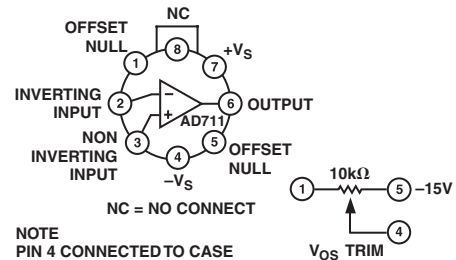 NC
OFFSET
NULL
8
1
7
+VS
INVERTING
INPUT
2
−
6
OUTPUT
+
AD711
NON
INVERTING
INPUT
3
5
OFFSET
NULL
4
−VS
NC = NO CONNECT
NOTE
PIN 4 CONNECTED TO CASE
10kΩ
1
5
−15V
4
VOS TRIM